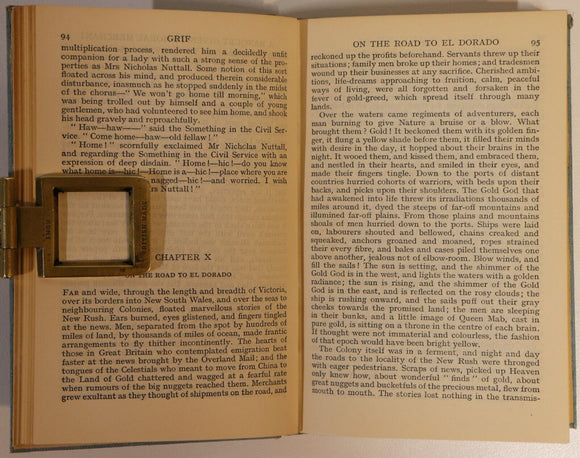 94 GRIF
multiplication process, rendered him a decidedly unfit
companion for a lady with such a strong sense of the pro-
perties as Mrs Nicholas Nuttall. Some notion of this sort
floated across his mind, and produced therein considerable
disturbance, inasmuch as he stopped suddenly in the midst
of the chorus—" We won't go home till morning," which
was being trolled out by himself and a couple of young
gentlemen, who had volunteered to see him home, and shook
his head gravely and reproachfully.
" Haw—haw——" said the Something in the Civil Ser-
vice. " Come home—haw—old fellaw ! "
" Home ! " scornfully exclaimed Mr Nicholas Nuttall,
and regarding the Something in the Civil Service with an
expression of deep disdain. " Home !—hic !—do you
know what home is—hic !—Home is a—hic !—place where you are
nagged—hic !—and worried. I wish
Nuttall ! "
CHAPTER X
ON THE ROAD TO EL DORADO
FAR and wide, through the length and breadth of Victoria,
over its borders into New South Wales, and over the seas to
neighbouring Colonies, floated marvellous stories of the
New Rush. Ears burned, eyes glistened, and fingers tingled
at the news. Men, separated from the spot by hundreds of
miles of land, by thousands of miles of ocean, made frantic
arrangements to fly thither incontinently. The hearts of
those in Great Britain who contemplated emigration beat
faster at the news brought by the Overland Mail; and the
tongues of the Celestials who meant to move from China to
the Land of Gold chattered and wagged at a fearful rate
when rumours of the big nuggets reached them. Merchants
grew exultant as they thought of shipments on the road, and
ON THE ROAD TO EL DORADO 95
reckoned up the profits beforehand. Servants threw up their
situations; family men broke up their homes; and tradesmen
wound up their businesses at any sacrifice. Cherished ambi-
tions, life-dreams approaching to fruition, calm, peaceful
ways of living, were all forgotten and forsaken in the
fever of gold-greed, which spread itself through many
lands.
Over the waters came regiments of adventurers, each
man burning to give Nature a bruise or a blow. What
brought them ? Gold ! It beckoned them with its golden fin-
ger, it flung a yellow shade before them, it filled their minds
with desire in the day, it hopped about their brains in the
night. It wooed them, and kissed them, and embraced them,
and nestled in their hearts, and smiled in their eyes, and
made their fingers tingle. Down to the ports of distant
countries hurried cohorts of warriors, with beds upon their
backs, and picks upon their shoulders. The Gold God that
had awakened into life threw its irradiations thousands of
miles around it, dyed the steeps of far-off mountains and
illumined far-off plains. From those plains and mountains
shoals of men hurried down to the ports. Ships were laid
on, labourers shouted and bellowed, chains creaked and
squeaked, anchors groaned and moaned, ropes strained
their every fibre, and bales and cases piled themselves one
above another, jealous not of elbow-room. Blow winds, and
fill the sails ! The sun is setting, and the shimmer of the
Gold God is in the west, and lights the waters with a golden
radiance; the sun is rising, and the shimmer of the Gold
God is in the east, and is reflected on the rosy clouds; the
ship is rushing onward, and the sails puff out their gray
cheeks towards the promised land; the men are sleeping
in their bunks, and a little image of Queen Mab, cast in
pure gold, is sitting on a throne in the centre of each brain.
If thought were not immaterial and colourless, the fashion
of that epoch would have been bright yellow.
The Colony itself was in a ferment, and night and day
the roads to the locality of the New Rush were thronged
with eager pedestrians. Scraps of news, picked up Heaven
only knew how, about wonderful " finds " of gold, about
great nuggets and bucketfuls of the precious metal, flew from
mouth to mouth. The stories lost nothing in the transmis-